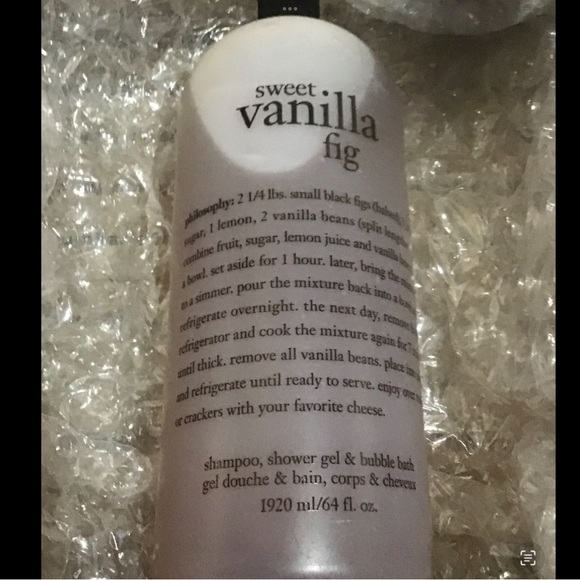 sweet
vanilla
fig
philosophy: 2 1/4 lbs. small black figs (halved),
sugar, 1 lemon, 2 vanilla beans (split
combine fruit, sugar, lemon juice and vanilla
a bowl. set aside for 1 hour. later, bring the
to a simmer. pour the mixture back into a
refrigerate overnight. the next day, remove
refrigerator and cook the mixture again for
until thick. remove all vanilla beans. place
and refrigerate until ready to serve. enjoy
or crackers with your favorite cheese.
shampoo, shower gel & bubble bath
gel douche & bain, corps & cheveux
1920 ml/64 fl. oz.